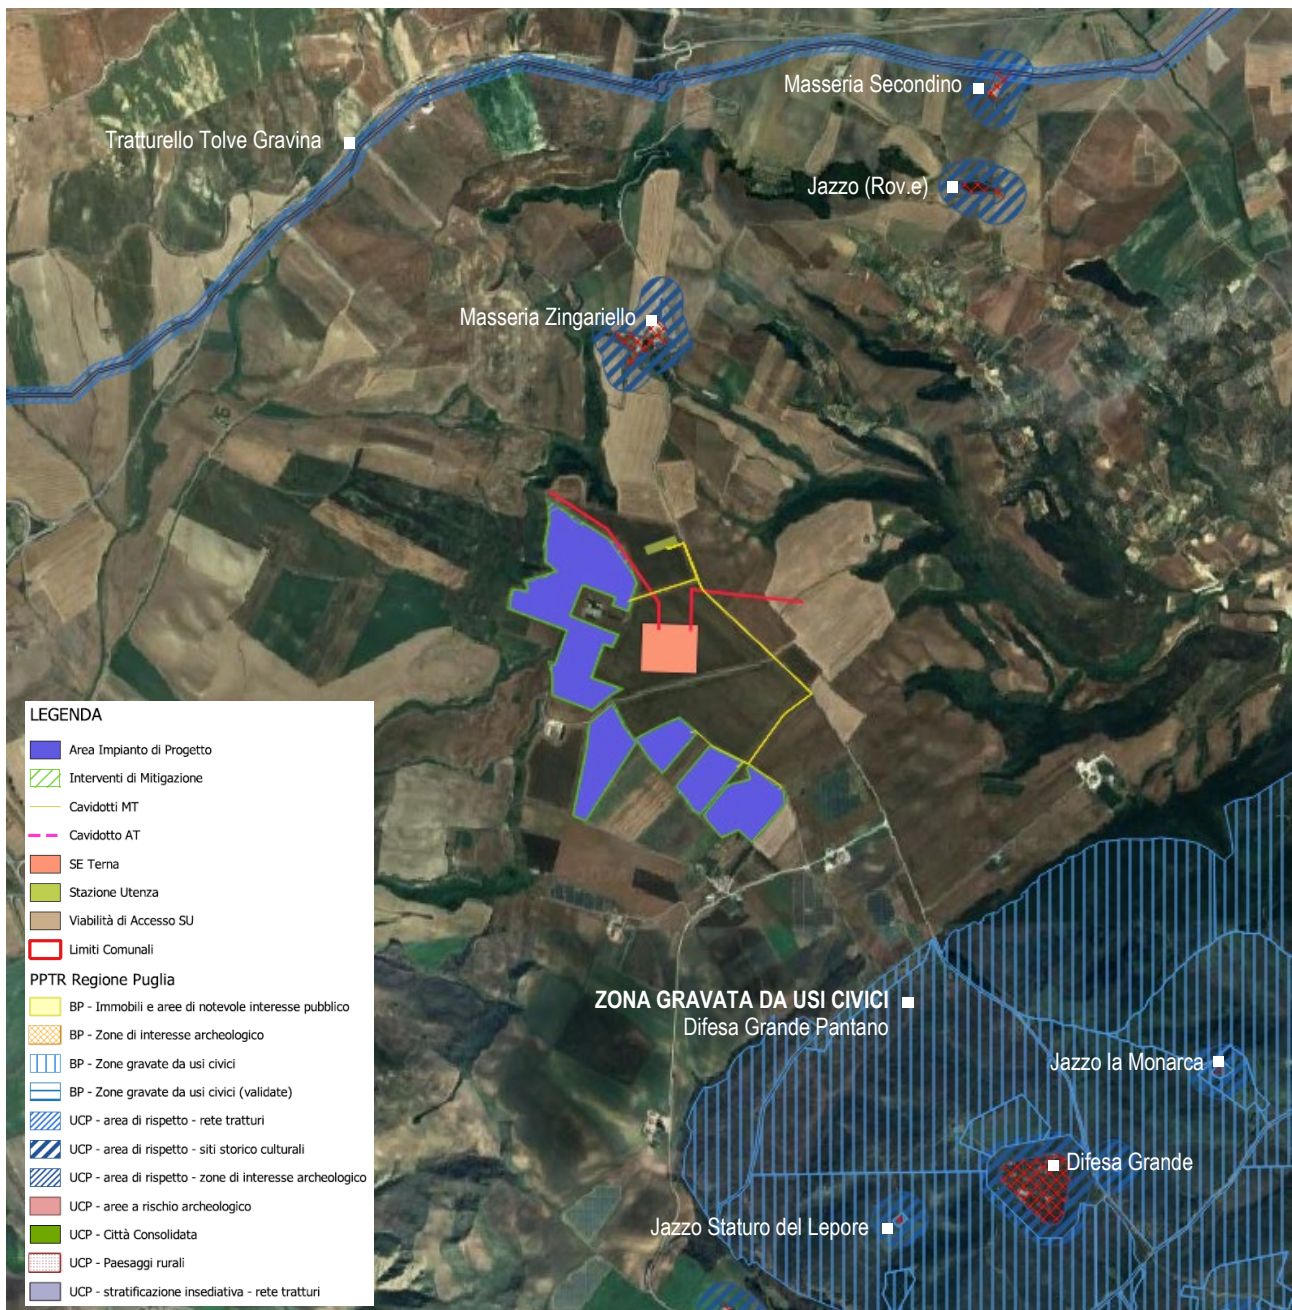 Masseria Secondino
Tratturello Tolve Gravina
Jazzo (Rov.e)
Masseria Zingariello
LEGENDA
Area Impianto di Progetto
Interventi di Mitigazione
Cavidotti MT
Cavidotto AT
SE Terna
Stazione Utenza
Viabilità di Accesso SU
Limiti Comunali
PPTR Regione Puglia
BP - Immobili e aree di notevole interesse pubblico
BP - Zone di interesse archeologico
BP - Zone gravate da usi civici
BP - Zone gravate da usi civici (validate)
UCP - area di rispetto - rete tratturi
UCP - area di rispetto - siti storico culturali
UCP - area di rispetto - zone di interesse archeologico
UCP - aree a rischio archeologico
UCP - Città Consolidata
UCP - Paesaggi rurali
UCP - stratificazione insediativa - rete tratturi
ZONA GRAVATA DA USI CIVICI
Difesa Grande Pantano
Jazzo la Monarca
Difesa Grande
Jazzo Staturo del Lepore